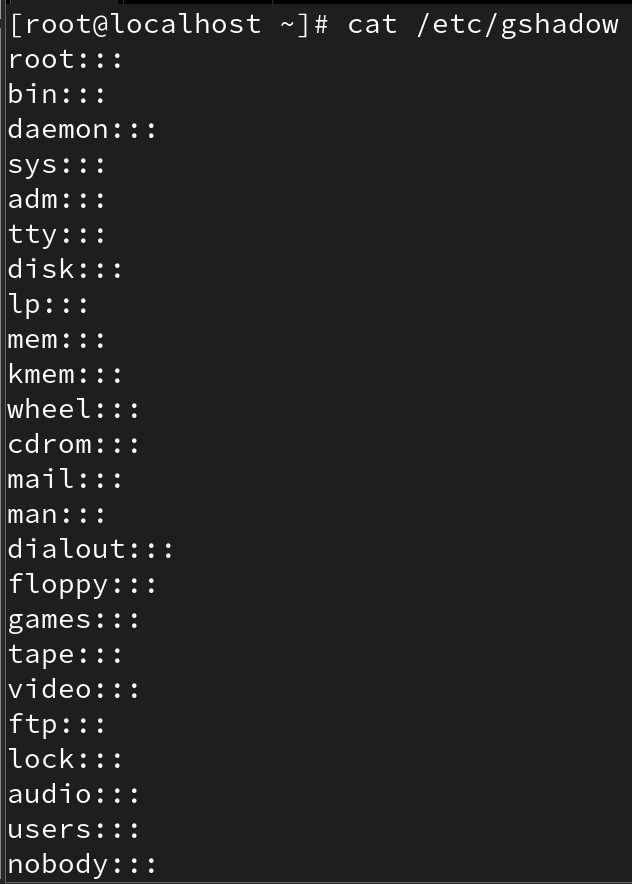 [root@localhost ~]# cat /etc/gshadow
root:::
bin:::
daemon:::
sys:::
adm:::
tty:::
disk:::
lp:::
mem:::
kmem:::
wheel:::
cdrom:::
mail:::
man:::
dialout:::
floppy:::
games:::
tape:::
video:::
ftp:::
lock:::
audio:::
users:::
nobody:::